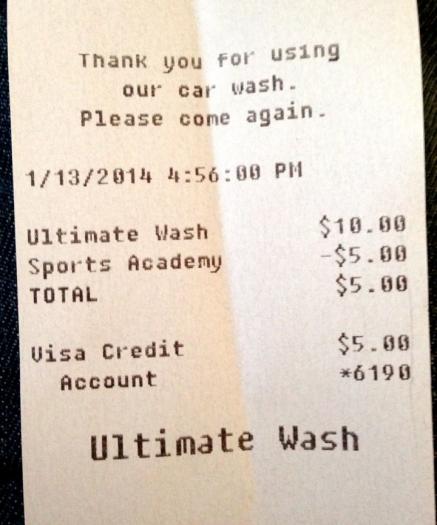 Thank you for using
our car wash.
Please come again.
1/13/2014 4:56:00 PM
Ultimate Wash $10.00
Sports Academy -$5.00
TOTAL $5.00
Visa Credit $5.00
Account *6190
Ultimate Wash